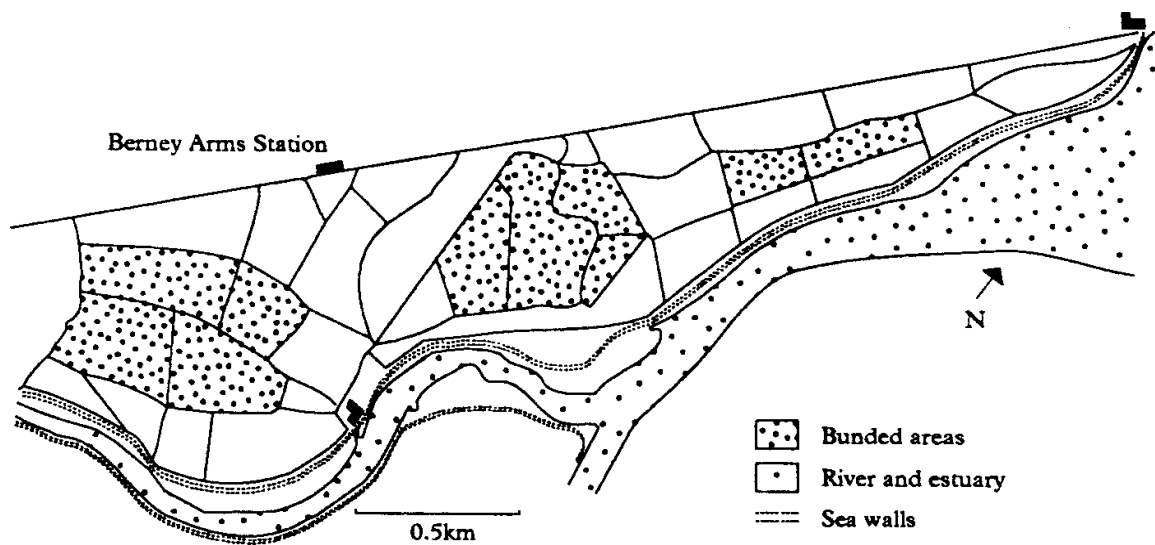 Berney Arms Station
N
Bunded areas
River and estuary
Sea walls
0.5km